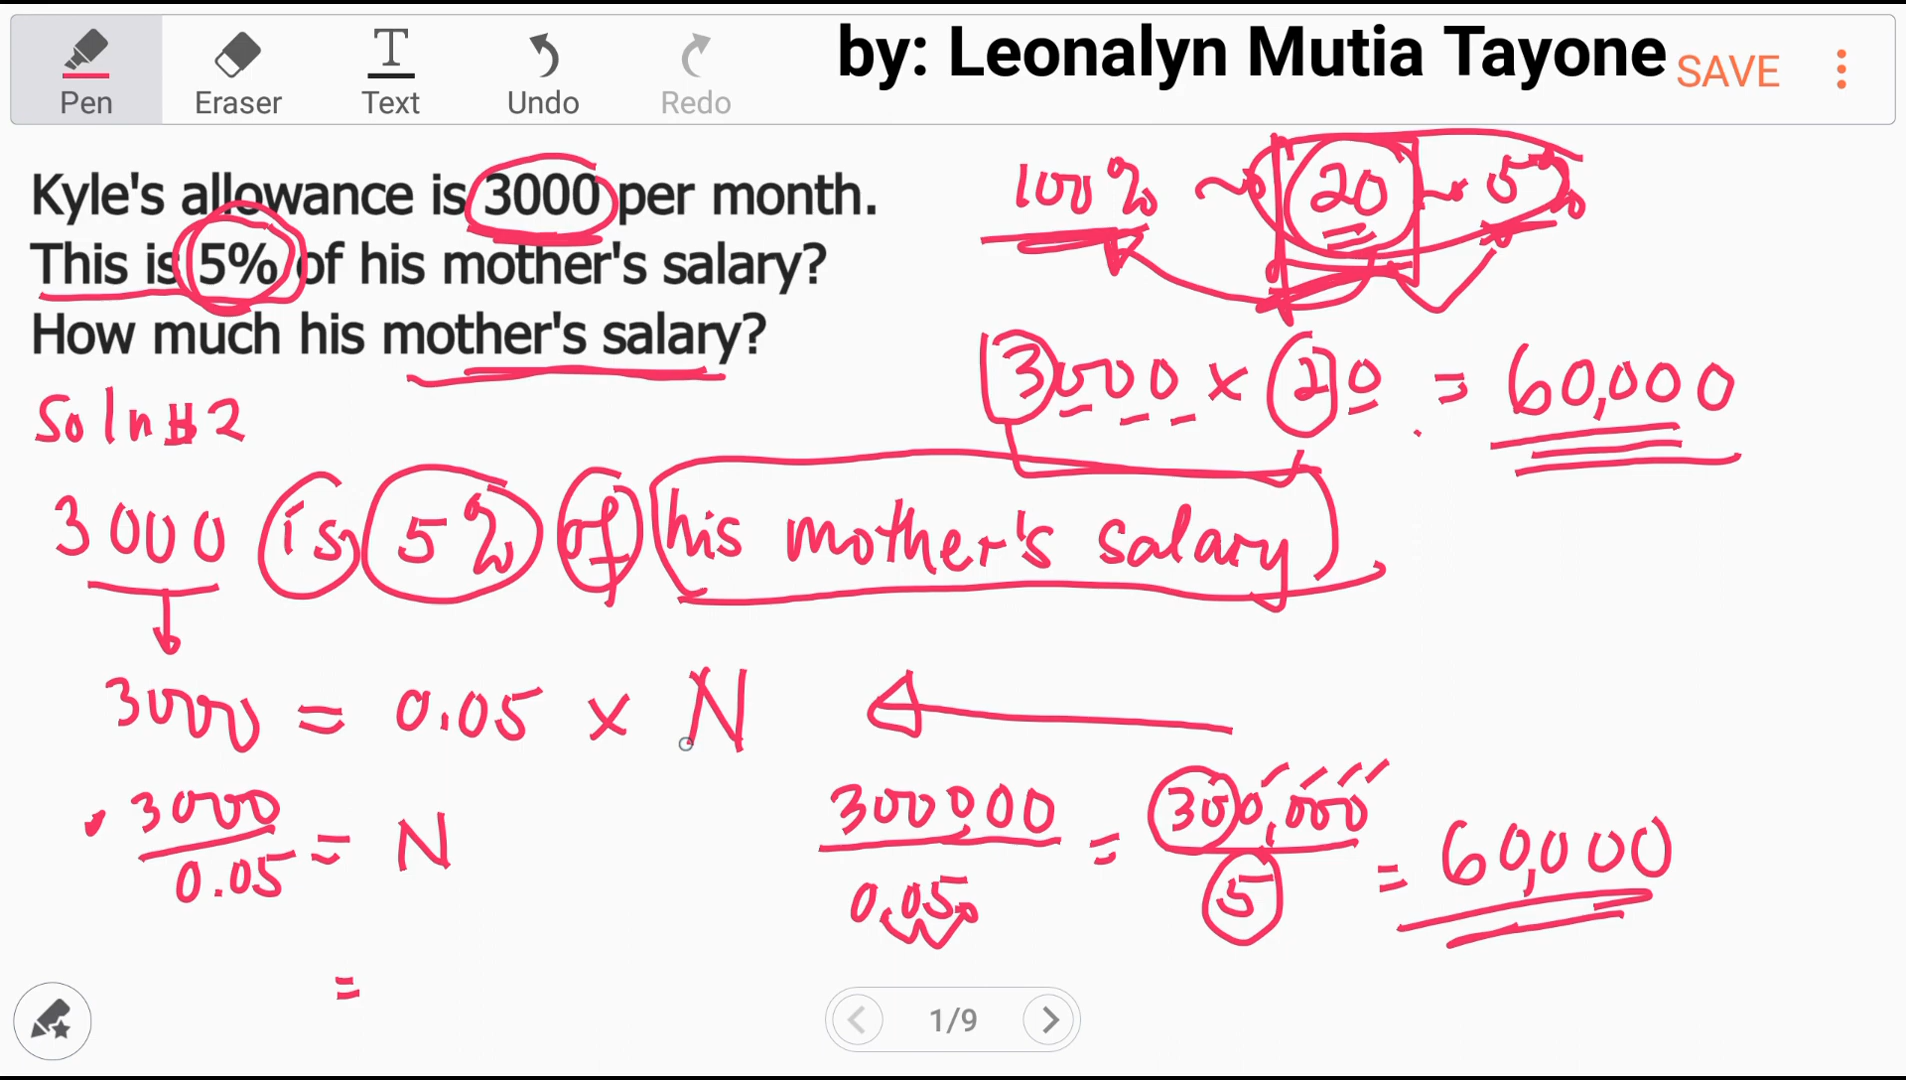 by: Leonalyn Mutia Tayone
Pen Eraser Text Undo Redo SAVE
Kyle's allowance is 3000 per month.
This is 5% of his mother's salary?
How much his mother's salary?
100% 20 5%
3000 x 20 = 60,000
Soln #2
3000 is 5% of his mother's salary
3000 = 0.05 x N
3000
0.05
= N
=
300000
0.05
=
300,000
5
= 60,000
1/9